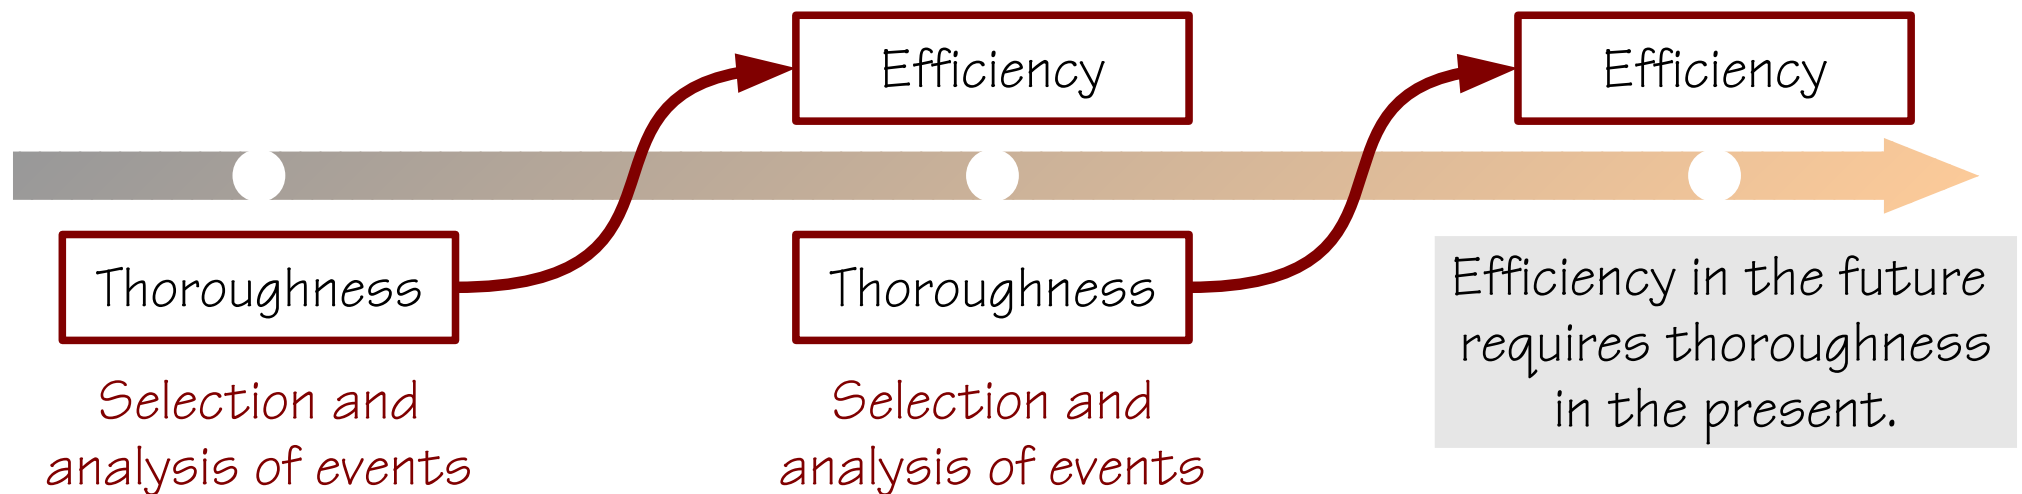 Efficiency
Efficiency
Thoroughness
Thoroughness
Selection and
analysis of events
Selection and
analysis of events
Efficiency in the future
requires thoroughness
in the present.